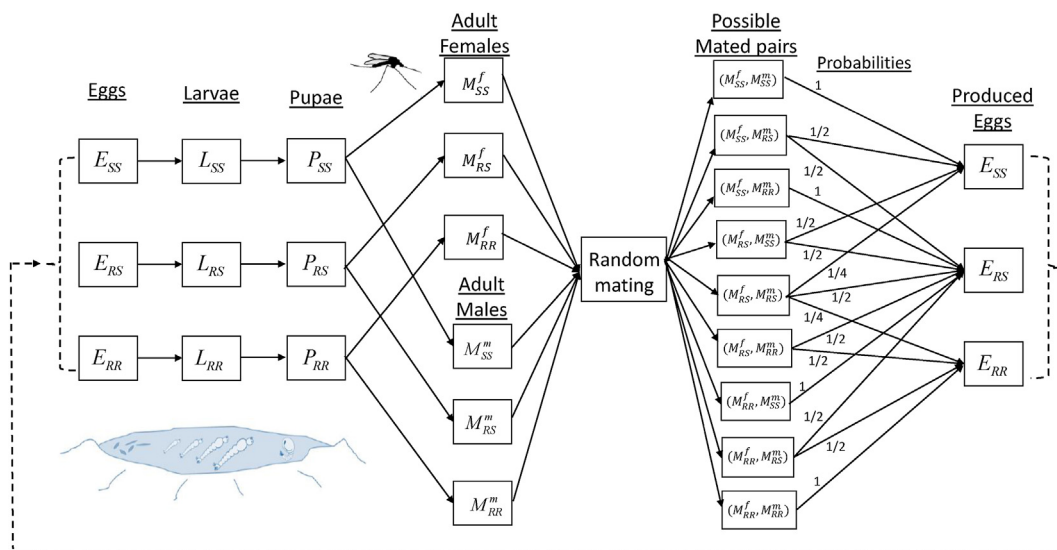 Eggs
E_SS
E_RS
E_RR
Larvae
L_SS
L_RS
L_RR
Pupae
P_SS
P_RS
P_RR
Adult
Females
M^f_SS
M^f_RS
M^f_RR
Adult
Males
M^m_SS
M^m_RS
M^m_RR
Random
mating
Possible
Mated pairs
(M^f_SS, M^m_SS)
(M^f_SS, M^m_RS)
(M^f_SS, M^m_RR)
(M^f_RS, M^m_SS)
(M^f_RS, M^m_RS)
(M^f_RS, M^m_RR)
(M^f_RR, M^m_SS)
(M^f_RR, M^m_RS)
(M^f_RR, M^m_RR)
Probabilities
1
1/2
1/2
1
1/2
1/2
1/4
1/2
1/4
1/2
1/2
1
1/2
1/2
1
Produced
Eggs
E_SS
E_RS
E_RR